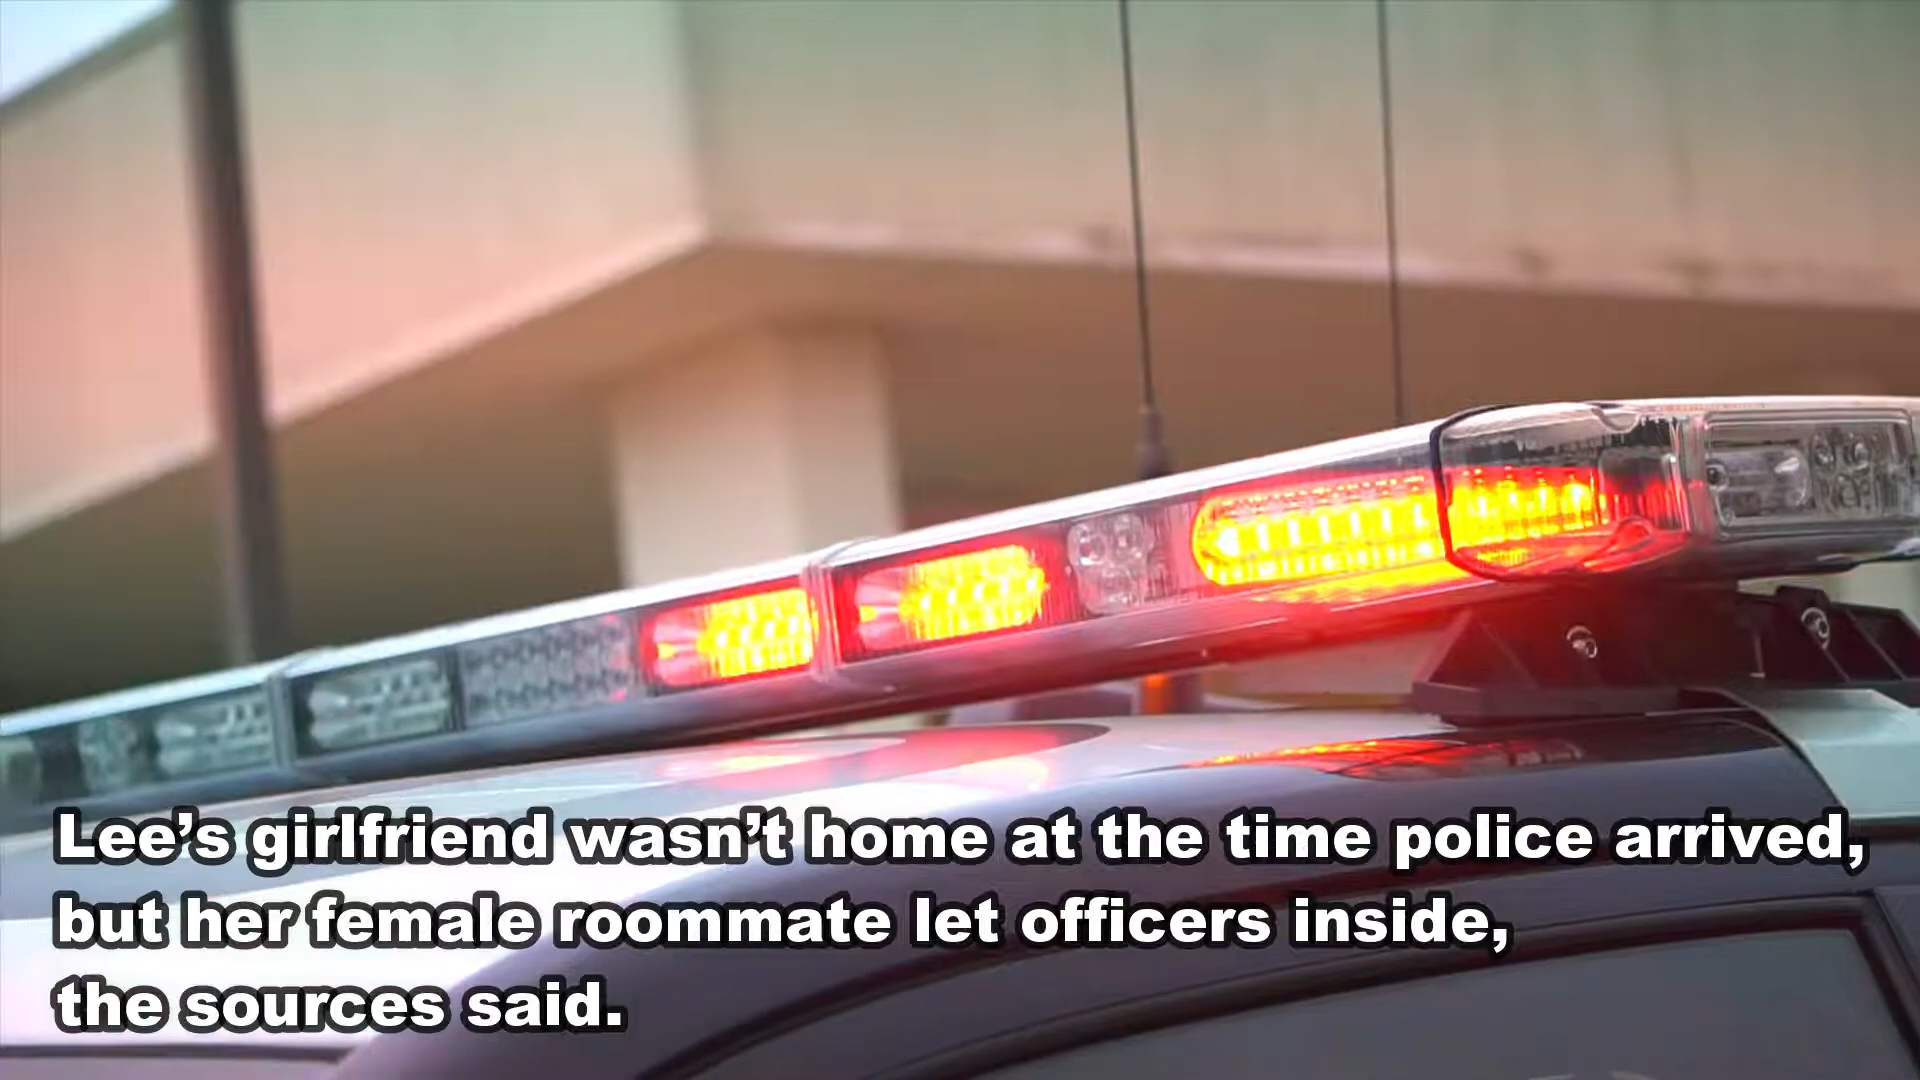 Lee’s girlfriend wasn’t home at the time police arrived,
but her female roommate let officers inside,
the sources said.